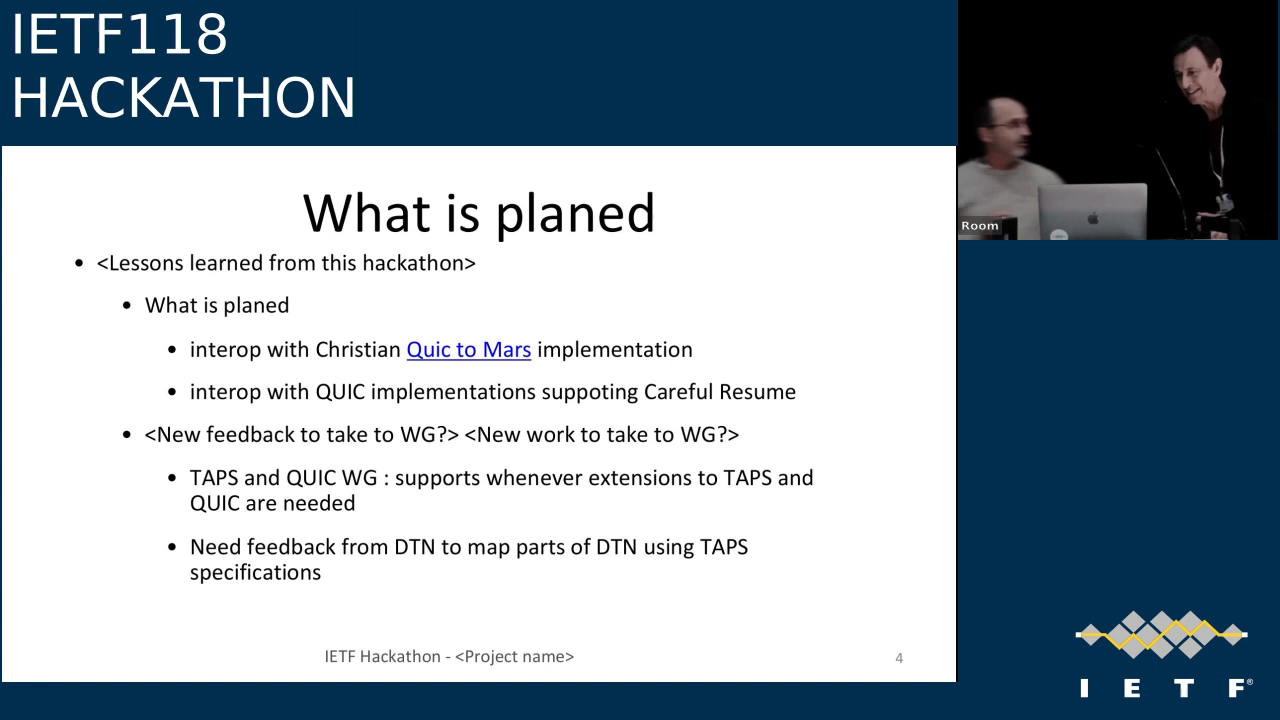 IETF118
HACKATHON
Room
What is planed
• <Lessons learned from this hackathon>
• What is planed
• interop with Christian Quic to Mars implementation
• interop with QUIC implementations suppoting Careful Resume
• <New feedback to take to WG?> <New work to take to WG?>
• TAPS and QUIC WG : supports whenever extensions to TAPS and
QUIC are needed
• Need feedback from DTN to map parts of DTN using TAPS
specifications
IETF Hackathon - <Project name>
4
I E T F®